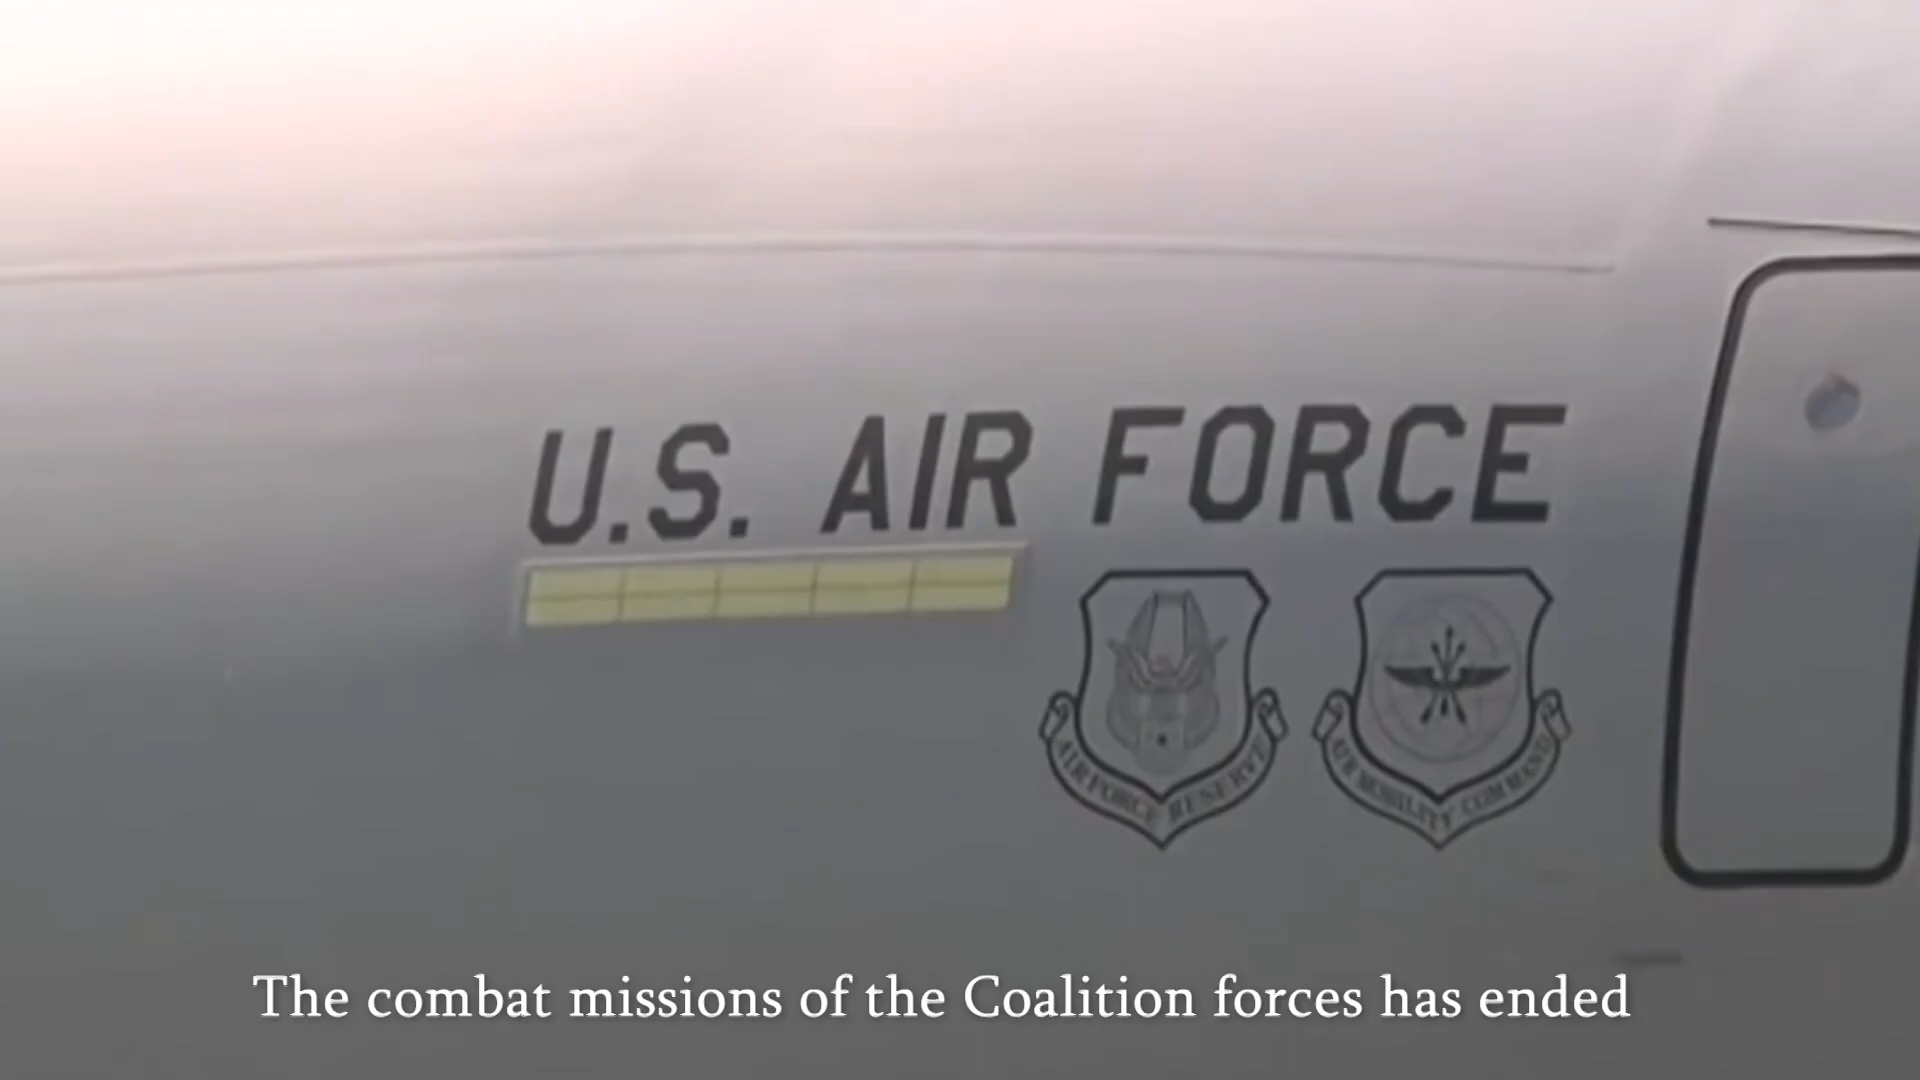 U.S. AIR FORCE
AIR FORCE RESERVE
AIR MOBILITY COMMAND
The combat missions of the Coalition forces has ended